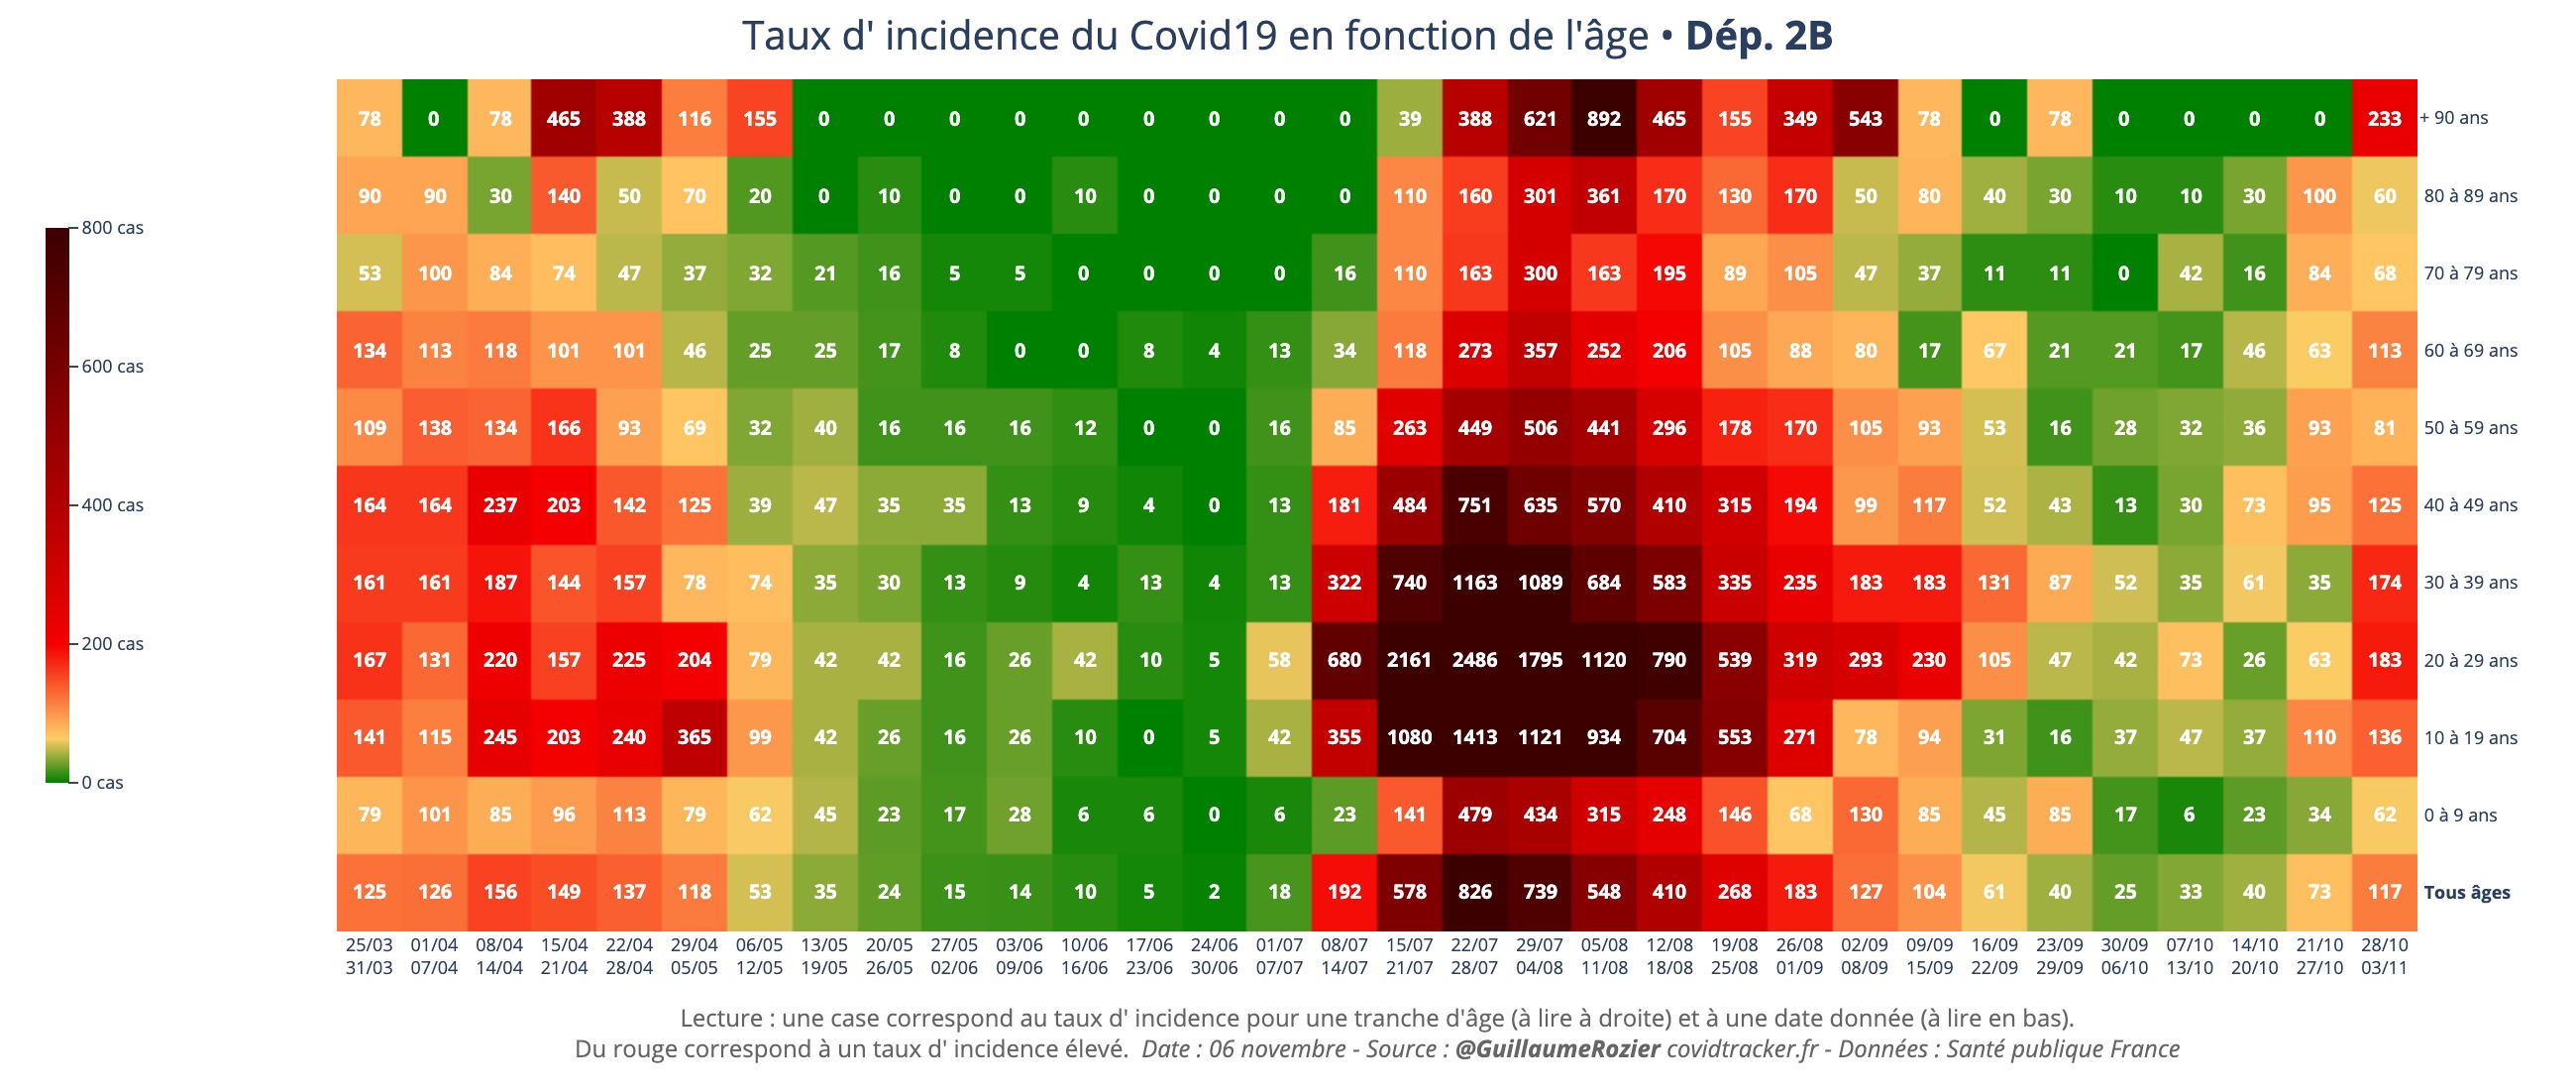 Taux d' incidence du Covid19 en fonction de l'âge • Dép. 2B
78 0 78 465 388 116 155 0 0 0 0 0 0 0 0 0 39 388 621 892 465 155 349 543 78 0 78 0 0 0 0 233 + 90 ans
90 90 30 140 50 70 20 0 10 0 0 10 0 0 0 0 110 160 301 361 170 130 170 50 80 40 30 10 10 30 100 60 80 à 89 ans
800 cas
53 100 84 74 47 37 32 21 16 5 5 0 0 0 0 16 110 163 300 163 195 89 105 47 37 11 11 0 42 16 84 68 70 à 79 ans
134 113 118 101 101 46 25 25 17 8 0 0 8 4 13 34 118 273 357 252 206 105 88 80 17 67 21 21 17 46 63 113 60 à 69 ans
600 cas
109 138 134 166 93 69 32 40 16 16 16 12 0 0 16 85 263 449 506 441 296 178 170 105 93 53 16 28 32 36 93 81 50 à 59 ans
400 cas
164 164 237 203 142 125 39 47 35 35 13 9 4 0 13 181 484 751 635 570 410 315 194 99 117 52 43 13 30 73 95 125 40 à 49 ans
161 161 187 144 157 78 74 35 30 13 9 4 13 4 13 322 740 1163 1089 684 583 335 235 183 183 131 87 52 35 61 35 174 30 à 39 ans
200 cas
167 131 220 157 225 204 79 42 42 16 26 42 10 5 58 680 2161 2486 1795 1120 790 539 319 293 230 105 47 42 73 26 63 183 20 à 29 ans
141 115 245 203 240 365 99 42 26 16 26 10 0 5 42 355 1080 1413 1121 934 704 553 271 78 94 31 16 37 47 37 110 136 10 à 19 ans
0 cas
79 101 85 96 113 79 62 45 23 17 28 6 6 0 6 23 141 479 434 315 248 146 68 130 85 45 85 17 6 23 34 62 0 à 9 ans
125 126 156 149 137 118 53 35 24 15 14 10 5 2 18 192 578 826 739 548 410 268 183 127 104 61 40 25 33 40 73 117 Tous âges
25/03 01/04 08/04 15/04 22/04 29/04 06/05 13/05 20/05 27/05 03/06 10/06 17/06 24/06 01/07 08/07 15/07 22/07 29/07 05/08 12/08 19/08 26/08 02/09 09/09 16/09 23/09 30/09 07/10 14/10 21/10 28/10
31/03 07/04 14/04 21/04 28/04 05/05 12/05 19/05 26/05 02/06 09/06 16/06 23/06 30/06 07/07 14/07 21/07 28/07 04/08 11/08 18/08 25/08 01/09 08/09 15/09 22/09 29/09 06/10 13/10 20/10 27/10 03/11
Lecture : une case correspond au taux d' incidence pour une tranche d'âge (à lire à droite) et à une date donnée (à lire en bas).
Du rouge correspond à un taux d' incidence élevé. Date : 06 novembre - Source : @GuillaumeRozier covidtracker.fr - Données : Santé publique France